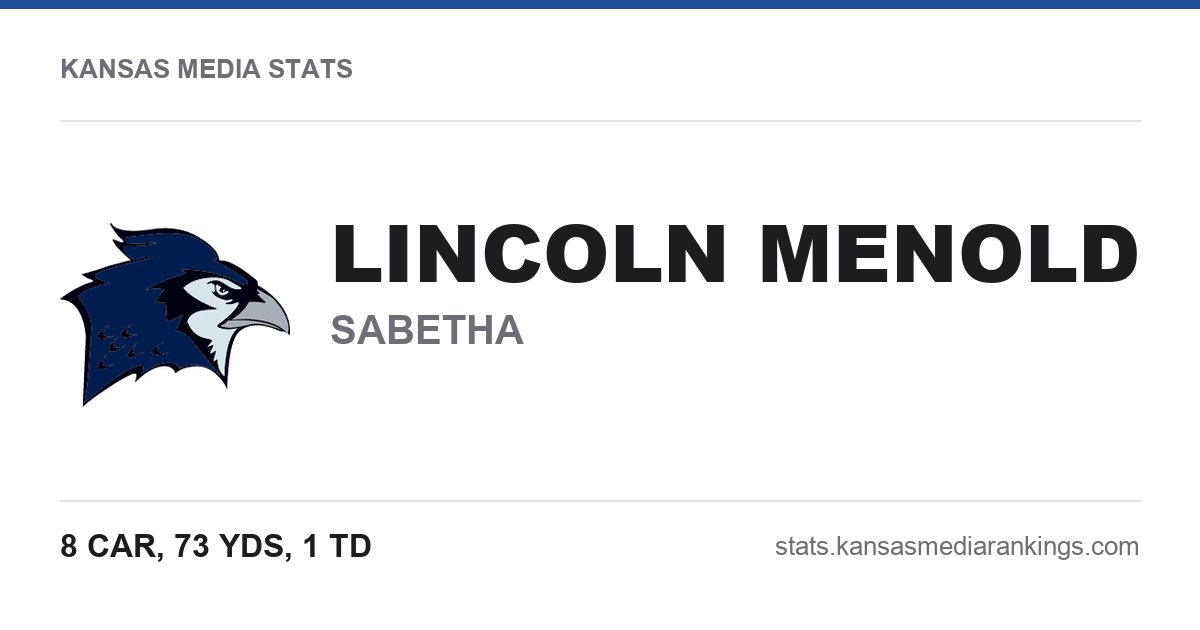 KANSAS MEDIA STATS
LINCOLN MENOLD
SABETHA
8 CAR, 73 YDS, 1 TD
stats.kansasmediarankings.com